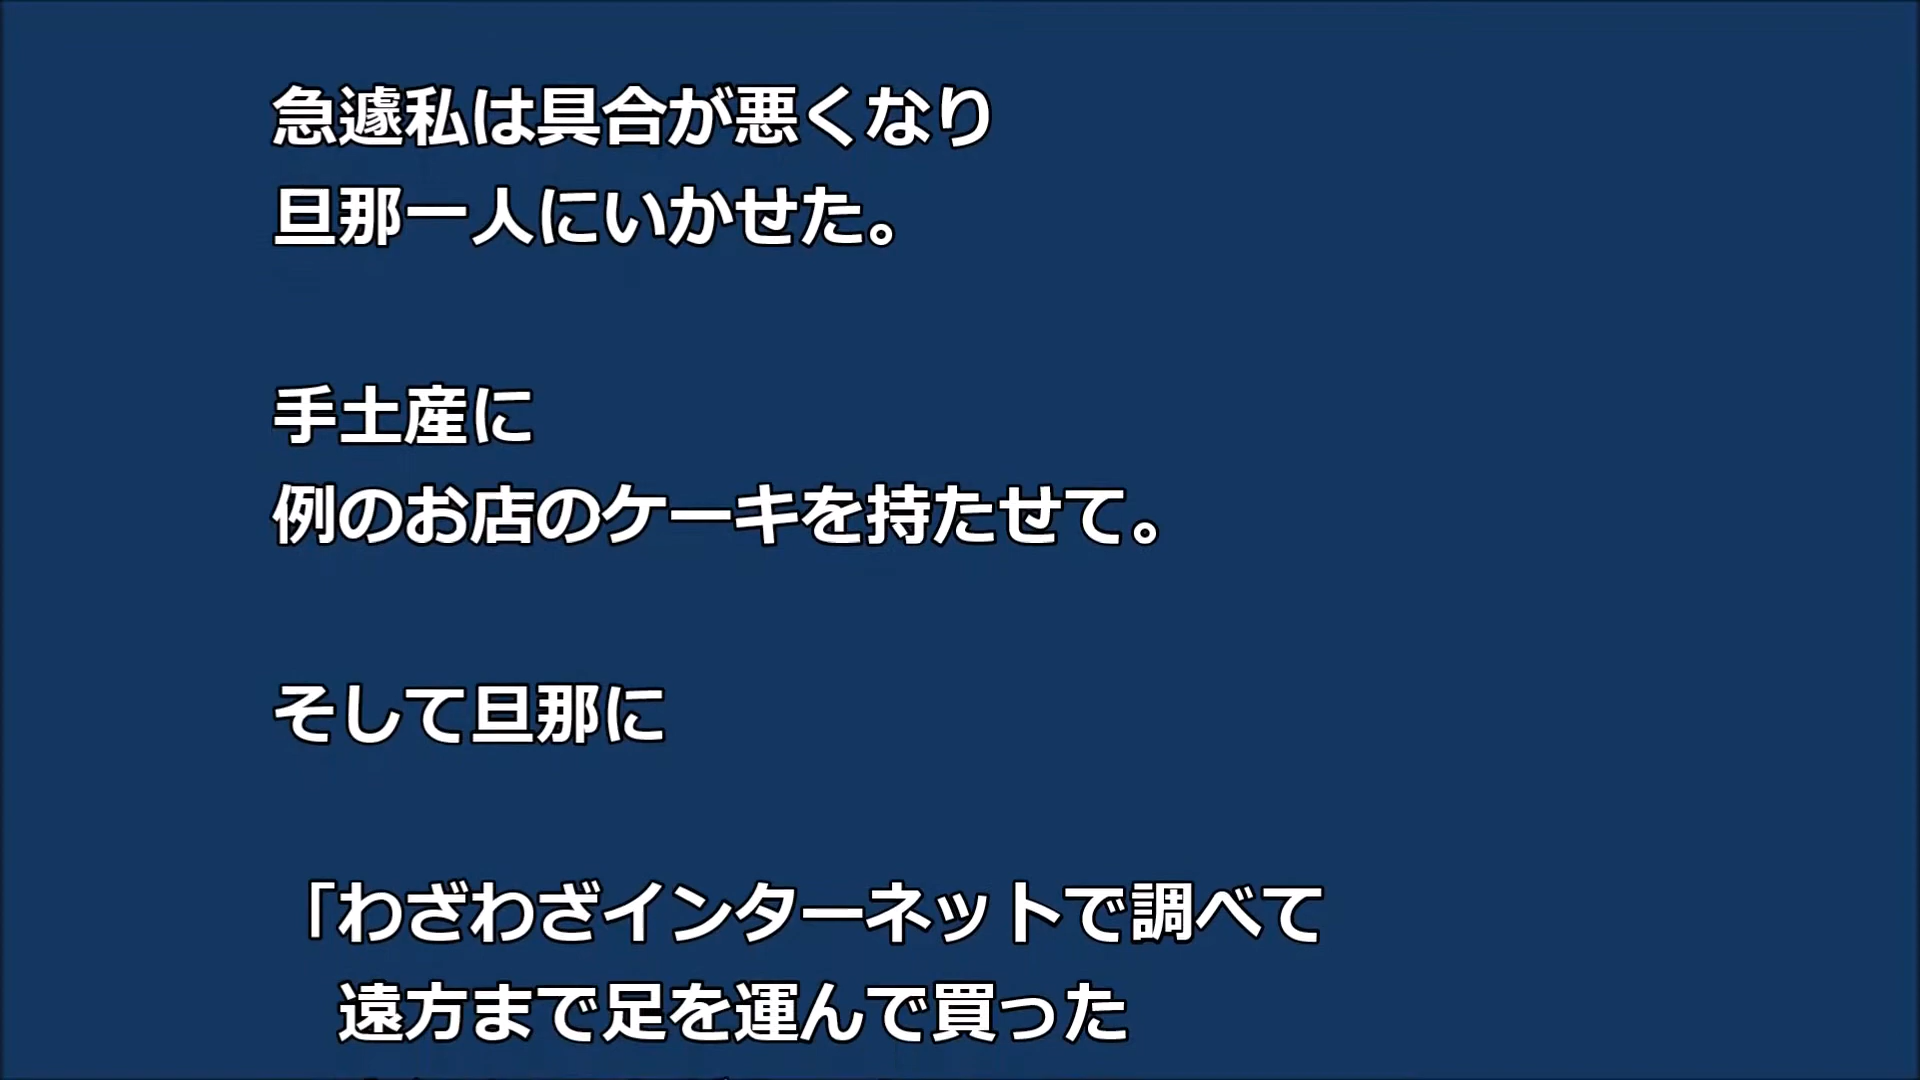 急遽私は具合が悪くなり
旦那一人にいかせた。
手土産に
例のお店のケーキを持たせて。
そして旦那に
「わざわざインターネットで調べて
遠方まで足を運んで買った